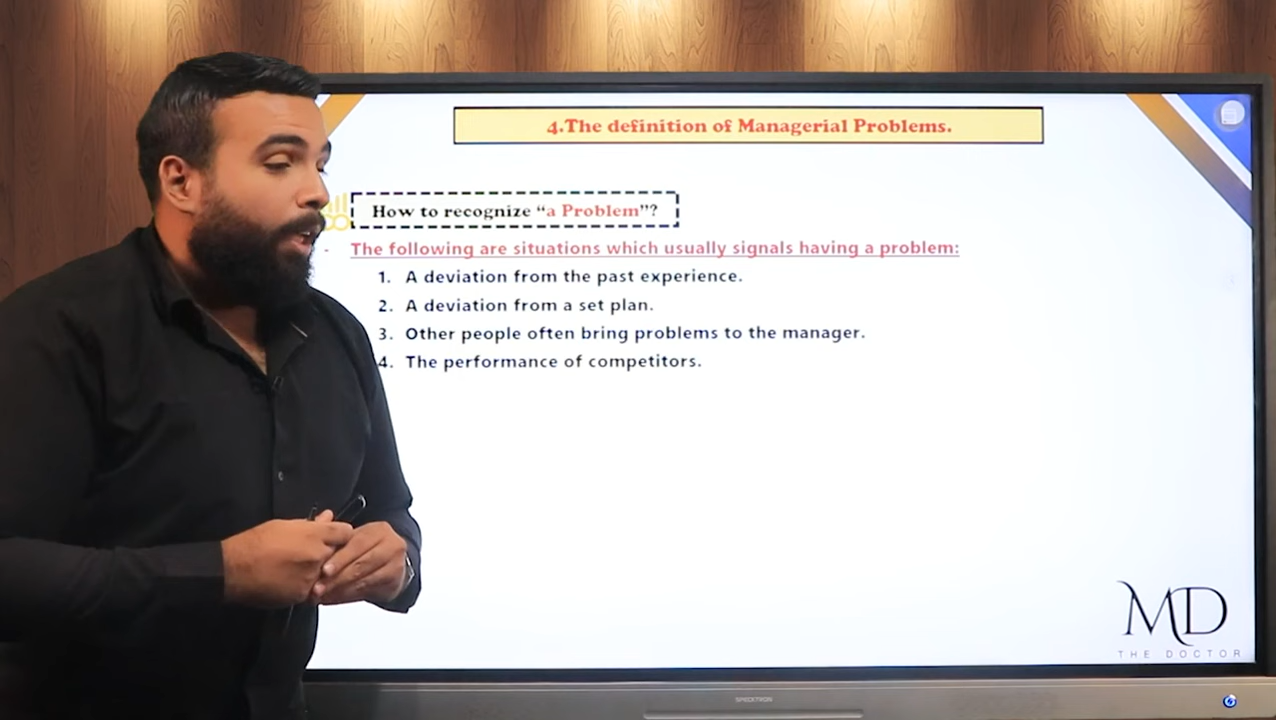 4.The definition of Managerial Problems.
How to recognize “a Problem”?
- The following are situations which usually signals having a problem:
1. A deviation from the past experience.
2. A deviation from a set plan.
3. Other people often bring problems to the manager.
4. The performance of competitors.
MD
THE DOCTOR
SPECKTRON